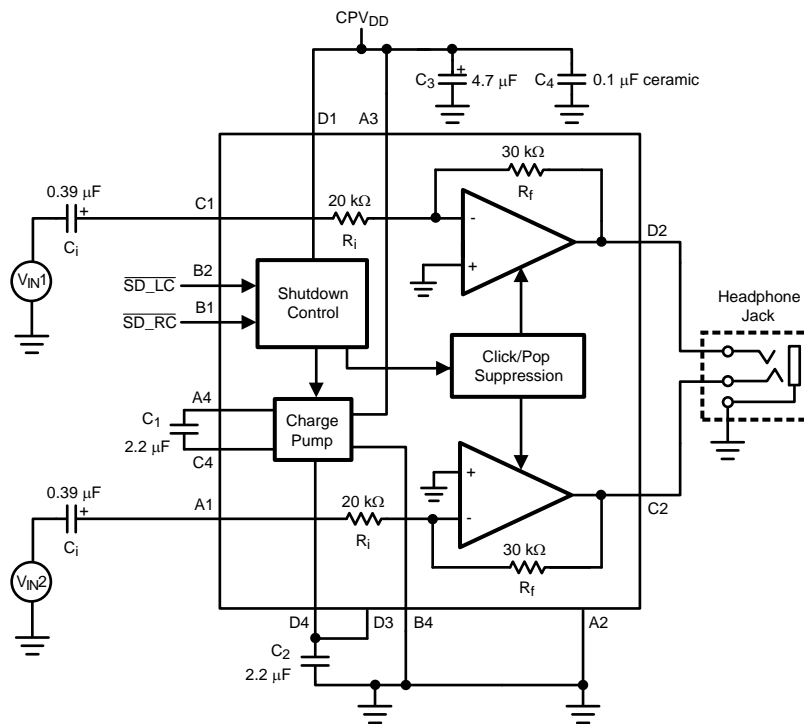 CPVDD
C3
4.7 μF
C4
0.1 μF ceramic
D1
A3
30 kΩ
Rf
0.39 μF
+
Ci
C1
20 kΩ
Ri
-
+
D2
VIN1
B2
SD_LC
B1
SD_RC
Shutdown
Control
Click/Pop
Suppression
Headphone
Jack
A4
C1
2.2 μF
C4
Charge
Pump
0.39 μF
+
Ci
A1
20 kΩ
Ri
+
-
C2
30 kΩ
Rf
VIN2
D4
D3
B4
A2
C2
2.2 μF
+